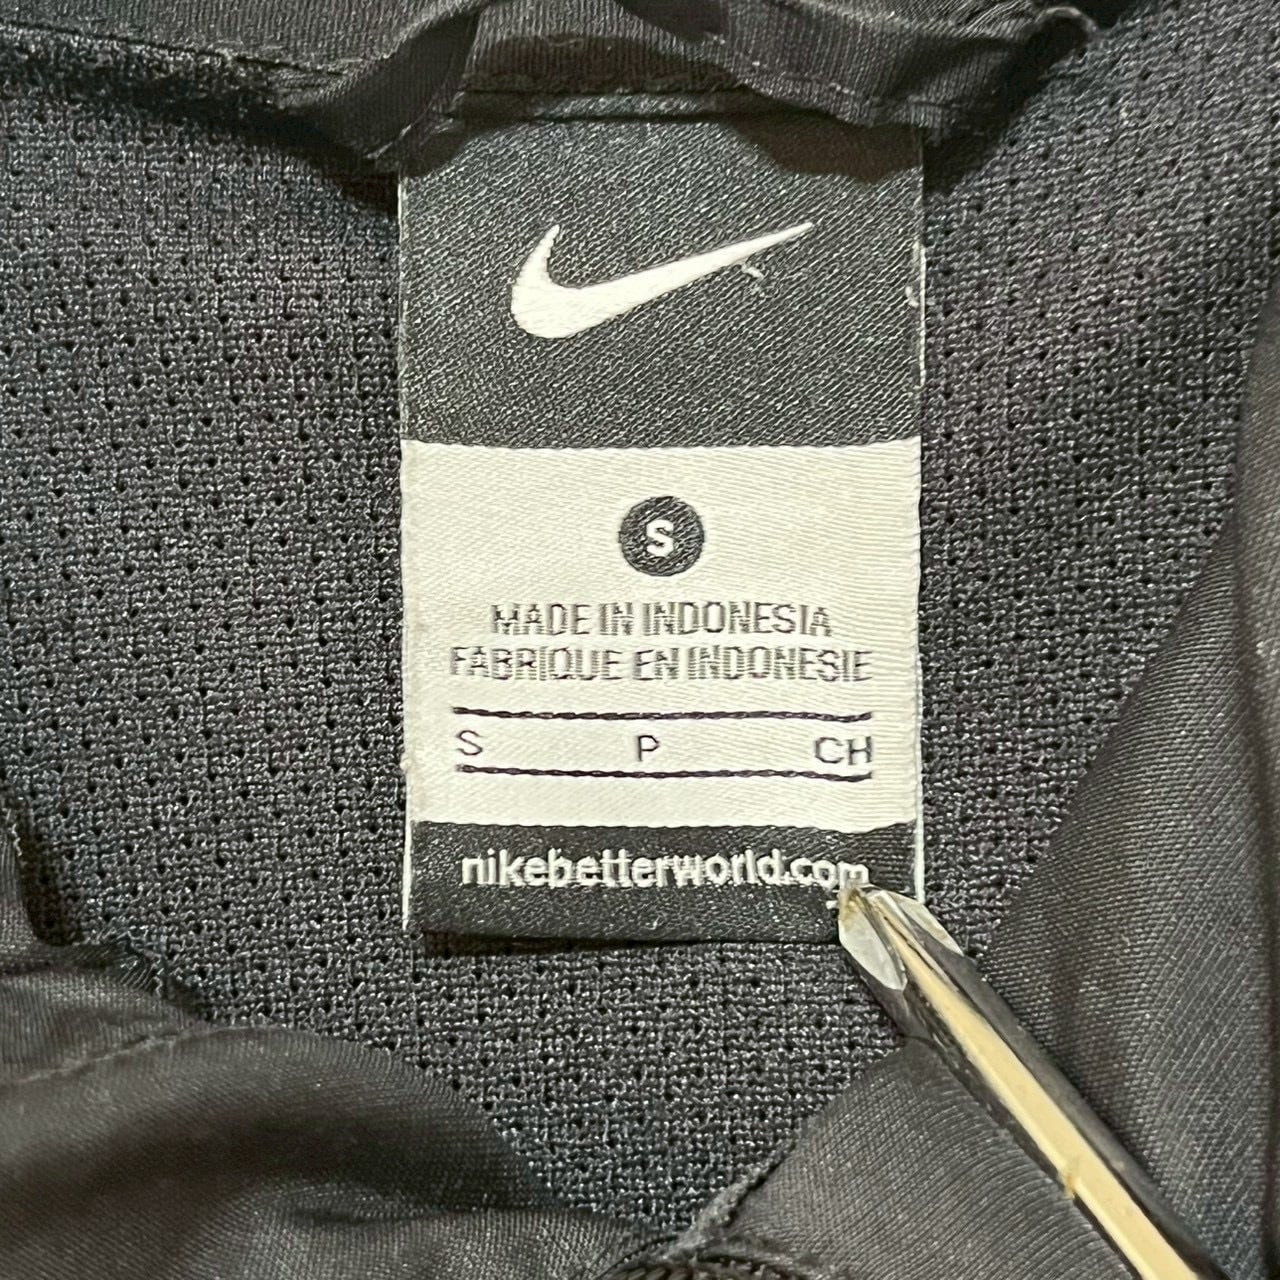 S
MADE IN INDONESIA
FABRIQUE EN INDONESIE
S P CH
nikebetterworld.com